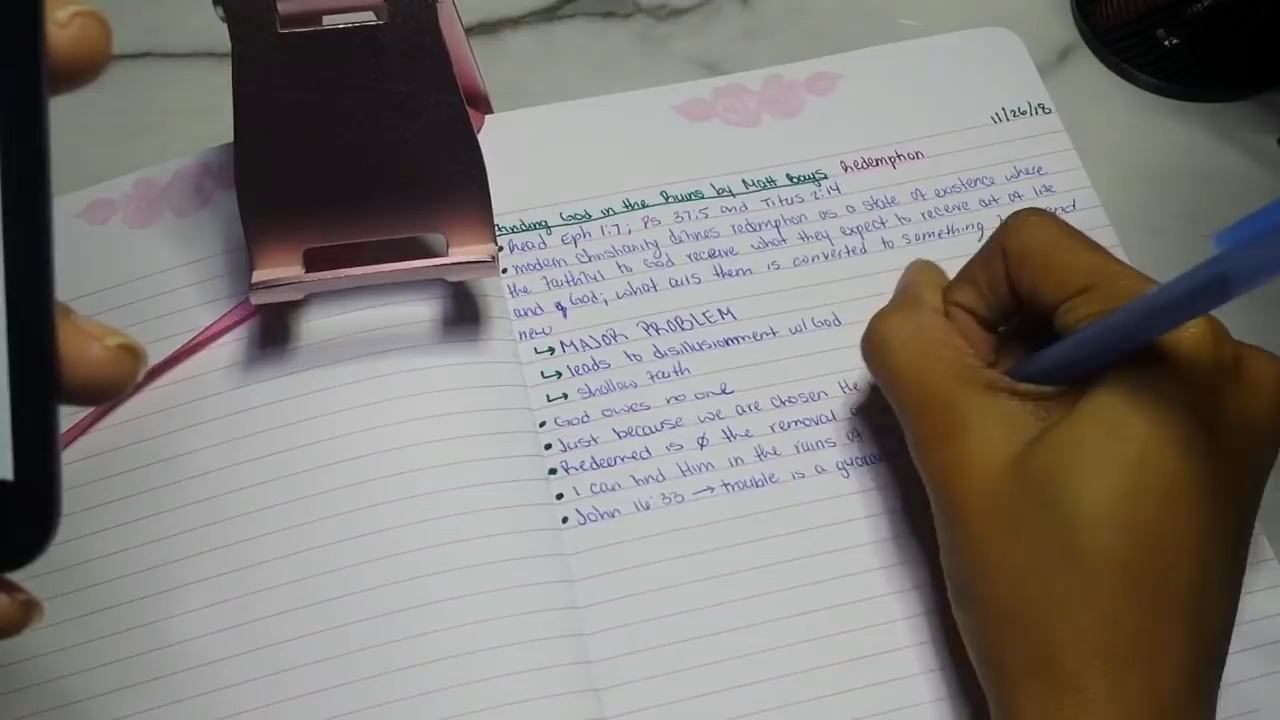 11/26/18
Finding God in the Ruins by Matt Bays Redemption
• Read Eph 1:7, Ps 37:5 and Titus 2:14
• modern christianity defines redemption as a state of existence where
the faithful to God receive what they expect to receive out of life
and God; what ails them is converted to something and
new
↳ MAJOR PROBLEM
↳ leads to disillusionment w/ God
↳ shallow faith
• God owes no one
• Just because we are chosen He
• Redeemed is ∅ the removal
• I can find Him in the ruins of
• John 16:33 → trouble is a